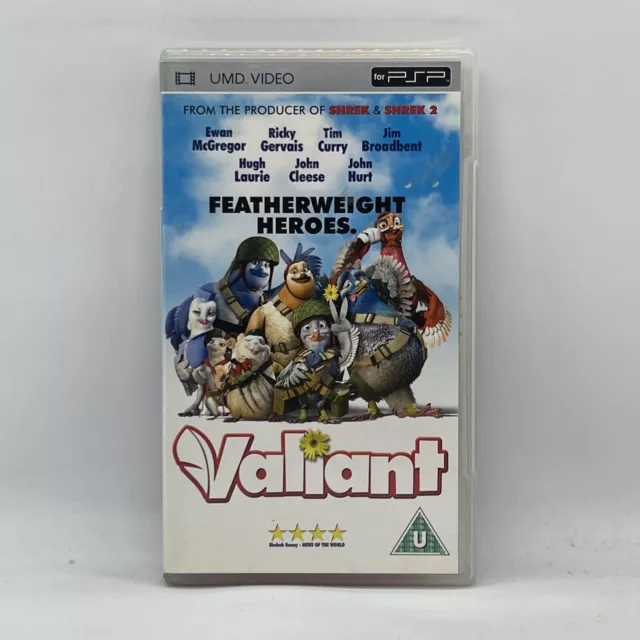 UMD. VIDEO
for PSP
FROM THE PRODUCER OF SHREK & SHREK 2
Ewan Ricky Tim Jim
McGregor Gervais Curry Broadbent
Hugh John John
Laurie Cleese Hurt
FEATHERWEIGHT
HEROES.
Valiant
NEWS OF THE WORLD
U